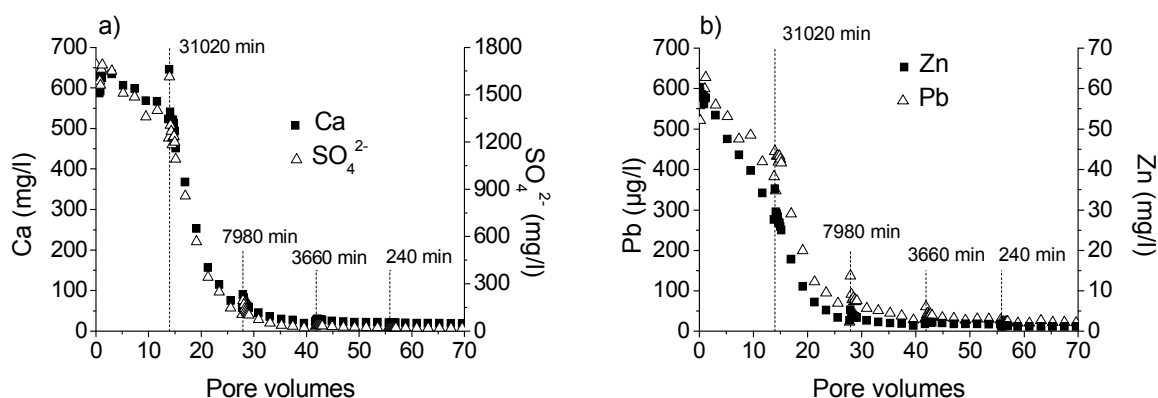 a)
700
600
500
400
300
200
100
0
Ca (mg/l)
31020 min
Ca
SO₄²⁻
7980 min
3660 min
240 min
1800
1500
1200
900
600
300
0
SO₄²⁻ (mg/l)
0 10 20 30 40 50 60 70
Pore volumes
b)
700
600
500
400
300
200
100
0
Pb (µg/l)
31020 min
Zn
Pb
7980 min
3660 min
240 min
70
60
50
40
30
20
10
0
Zn (mg/l)
0 10 20 30 40 50 60 70
Pore volumes